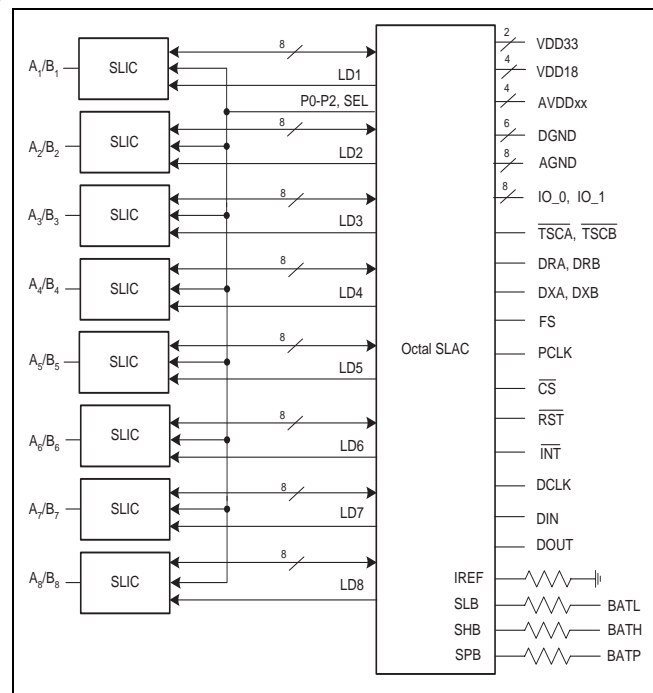 A1/B1 SLIC 8 LD1
P0-P2, SEL
A2/B2 SLIC 8 LD2
A3/B3 SLIC 8 LD3
A4/B4 SLIC 8 LD4
A5/B5 SLIC 8 LD5
A6/B6 SLIC 8 LD6
A7/B7 SLIC 8 LD7
A8/B8 SLIC 8 LD8
Octal SLAC
2 VDD33
4 VDD18
4 AVDDxx
6 DGND
8 AGND
8 IO_0, IO_1
TSCA, TSCB
DRA, DRB
DXA, DXB
FS
PCLK
CS
RST
INT
DCLK
DIN
DOUT
IREF
SLB BATL
SHB BATH
SPB BATP